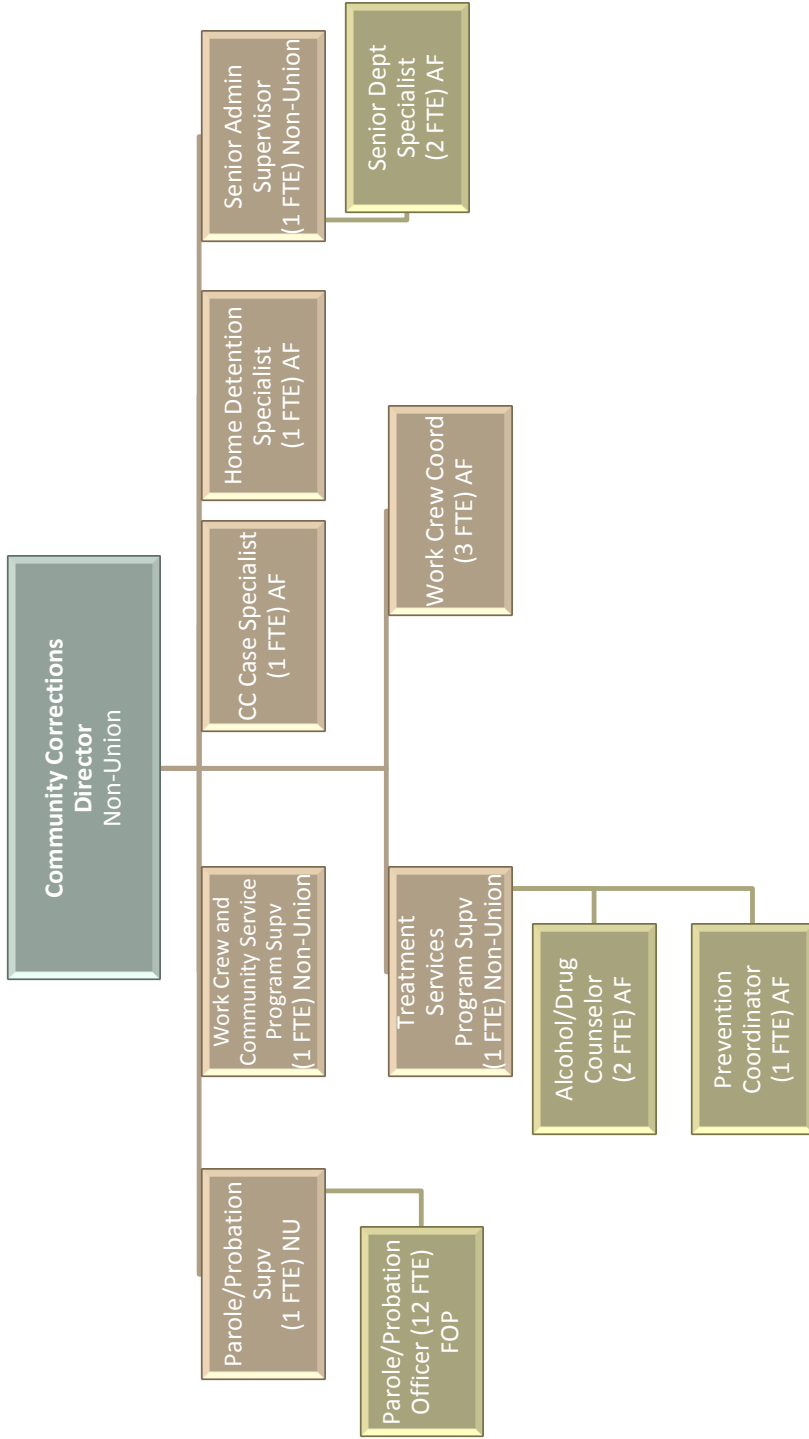 Community Corrections
Director
Non-Union
Parole/Probation
Supv
(1 FTE) NU
Work Crew and
Community Service
Program Supv
(1 FTE) Non-Union
CC Case Specialist
(1 FTE) AF
Home Detention
Specialist
(1 FTE) AF
Senior Admin
Supervisor
(1 FTE) Non-Union
Parole/Probation
Officer (12 FTE)
FOP
Treatment
Services
Program Supv
(1 FTE) Non-Union
Work Crew Coord
(3 FTE) AF
Senior Dept
Specialist
(2 FTE) AF
Alcohol/Drug
Counselor
(2 FTE) AF
Prevention
Coordinator
(1 FTE) AF